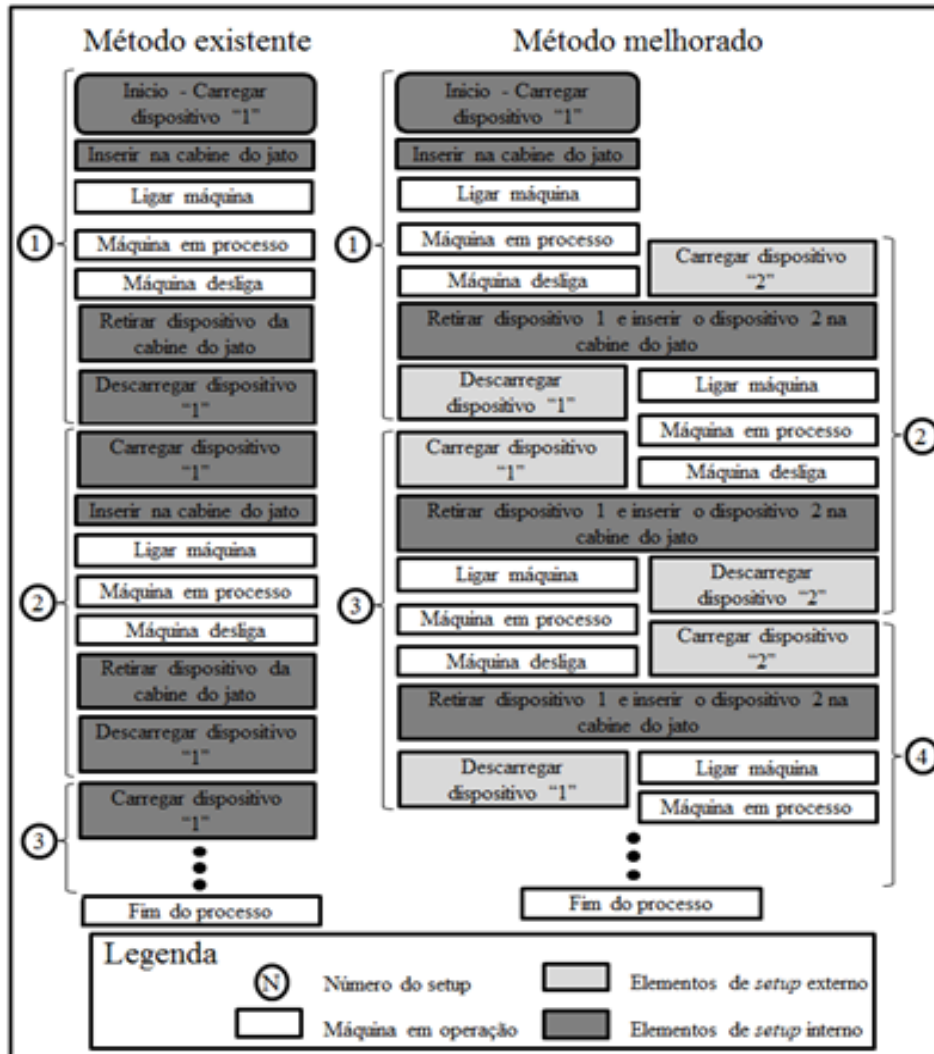 Método existente
Inicio - Carregar
dispositivo "1"
Inserir na cabine do jato
Ligar máquina
1
Máquina em processo
Máquina desliga
Retirar dispositivo da
cabine do jato
Descarregar dispositivo
"1"
Carregar dispositivo
"1"
Inserir na cabine do jato
Ligar máquina
2
Máquina em processo
Máquina desliga
Retirar dispositivo da
cabine do jato
Descarregar dispositivo
"1"
Carregar dispositivo
"1"
3
Fim do processo
Método melhorado
Inicio - Carregar
dispositivo "1"
Inserir na cabine do jato
Ligar máquina
1
Máquina em processo
Máquina desliga
Carregar dispositivo
"2"
Retirar dispositivo 1 e inserir o dispositivo 2 na
cabine do jato
Descarregar
dispositivo "1"
Ligar máquina
Máquina em processo
2
Carregar dispositivo
"1"
Máquina desliga
Retirar dispositivo 1 e inserir o dispositivo 2 na
cabine do jato
Ligar máquina
Descarregar
dispositivo "2"
3
Máquina em processo
Máquina desliga
Carregar dispositivo
"2"
Retirar dispositivo 1 e inserir o dispositivo 2 na
cabine do jato
4
Descarregar
dispositivo "1"
Ligar máquina
Máquina em processo
Fim do processo
Legenda
N Número do setup
Elementos de setup externo
Máquina em operação
Elementos de setup interno